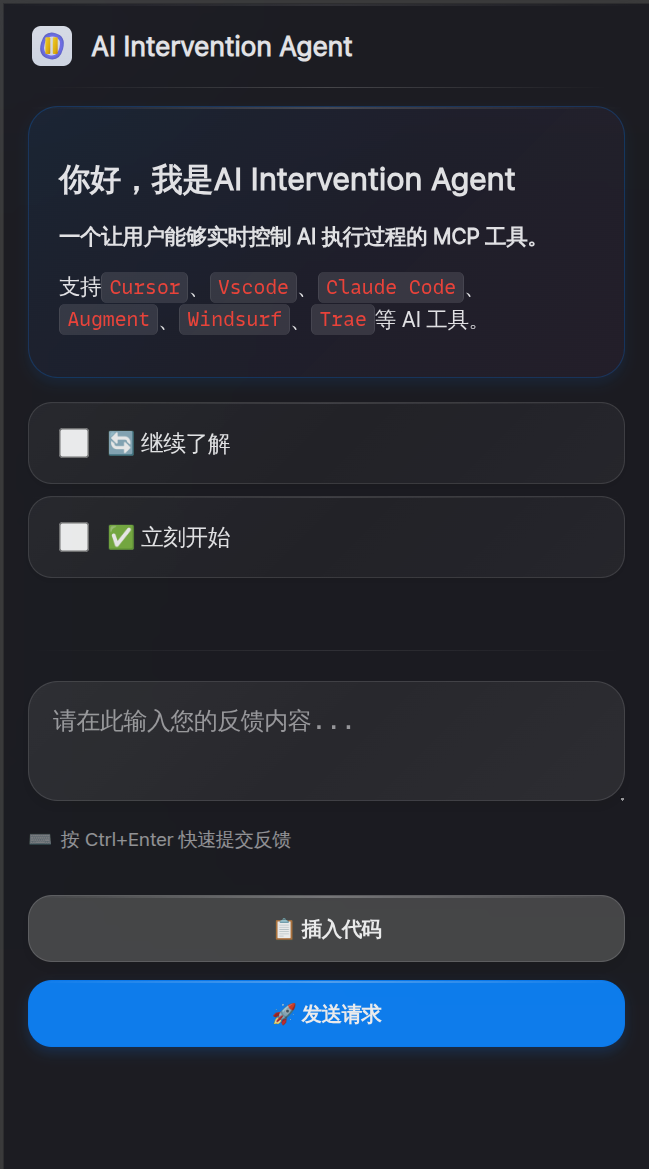 AI Intervention Agent
你好，我是AI Intervention Agent
一个让用户能够实时控制 AI 执行过程的 MCP 工具。
支持Cursor、Vscode、Claude Code、
Augment、Windsurf、Trae等 AI 工具。
🔄 继续了解
✅ 立刻开始
请在此输入您的反馈内容...
⌨️ 按 Ctrl+Enter 快速提交反馈
📋 插入代码
🚀 发送请求